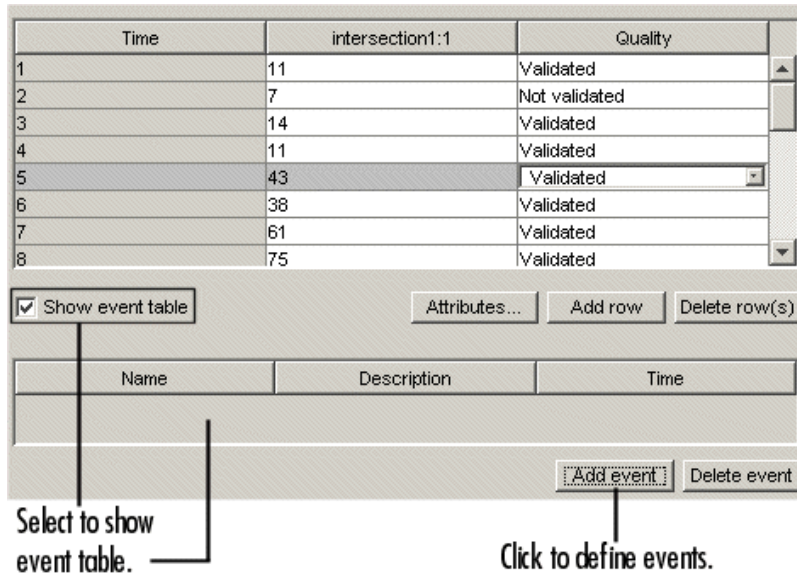 Time intersection1:1 Quality
1 11 Validated
2 7 Not validated
3 14 Validated
4 11 Validated
5 43 Validated
6 38 Validated
7 61 Validated
8 75 Validated
Show event table Attributes... Add row Delete row(s)
Name Description Time
Add event Delete event
Select to show
event table. Click to define events.